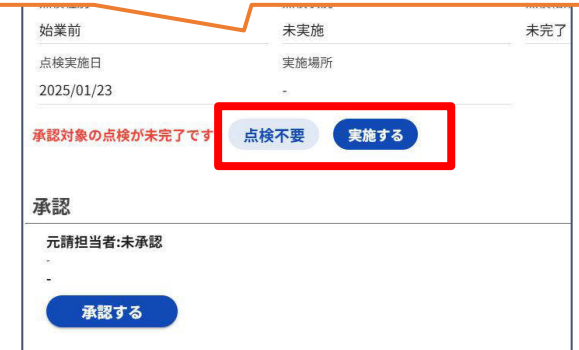 始業前 未実施 未完了
点検実施日 実施場所
2025/01/23 -
承認対象の点検が未完了です 点検不要 実施する
承認
元請担当者:未承認
-
-
承認する